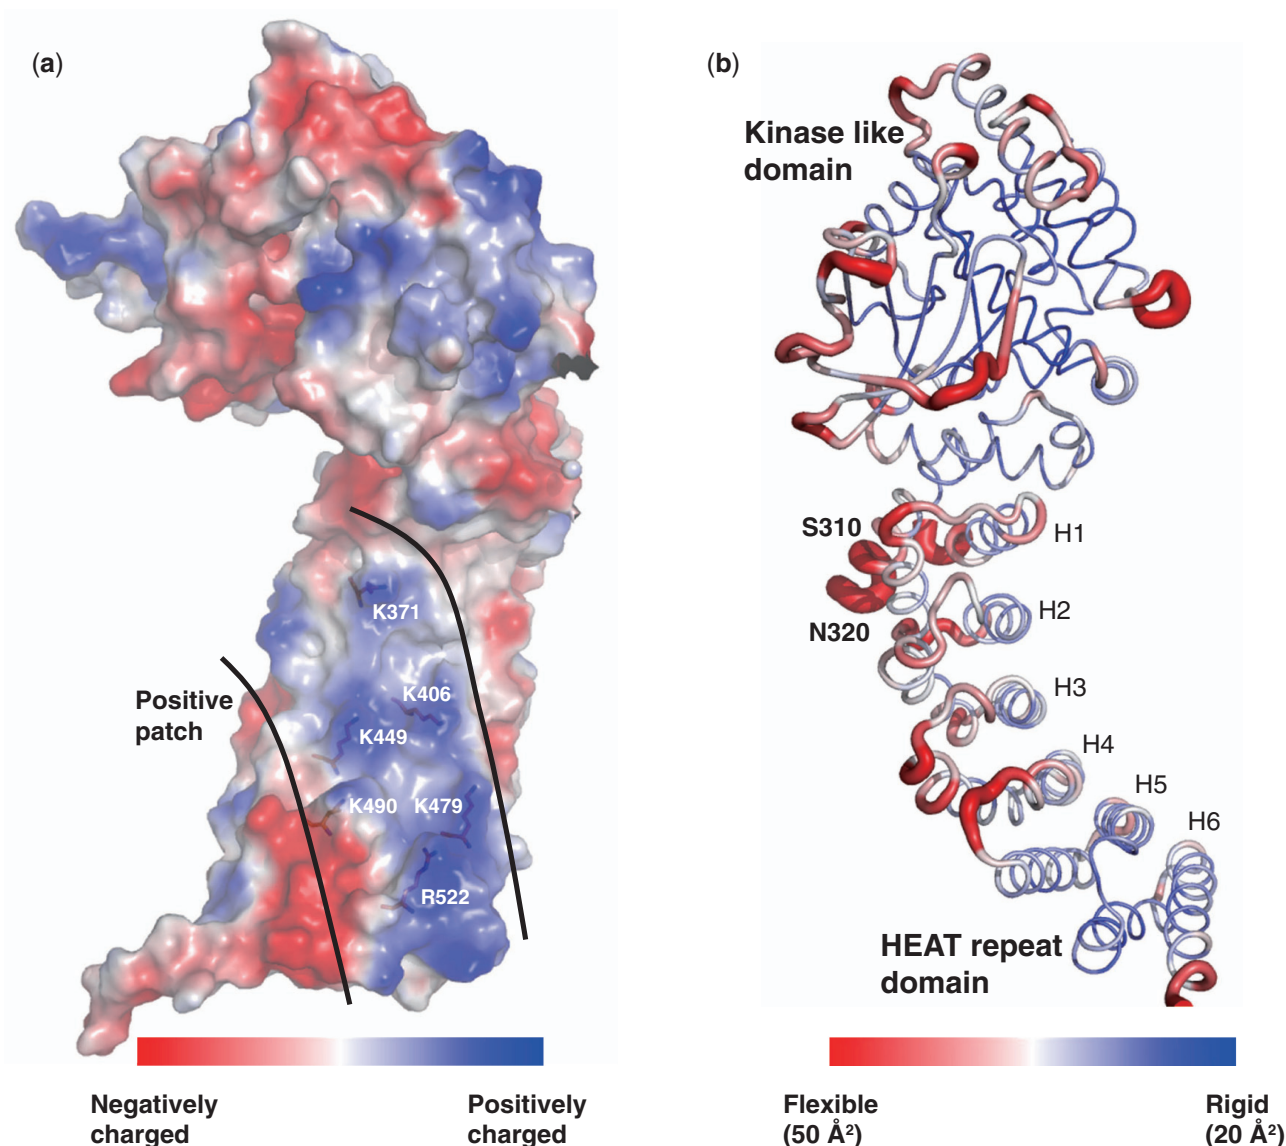 (a)
K371
K406
K449
K490
K479
R522
Positive
patch
Negatively
charged
Positively
charged
(b)
Kinase like
domain
S310
N320
H1
H2
H3
H4
H5
H6
HEAT repeat
domain
Flexible
(50 Å²)
Rigid
(20 Å²)